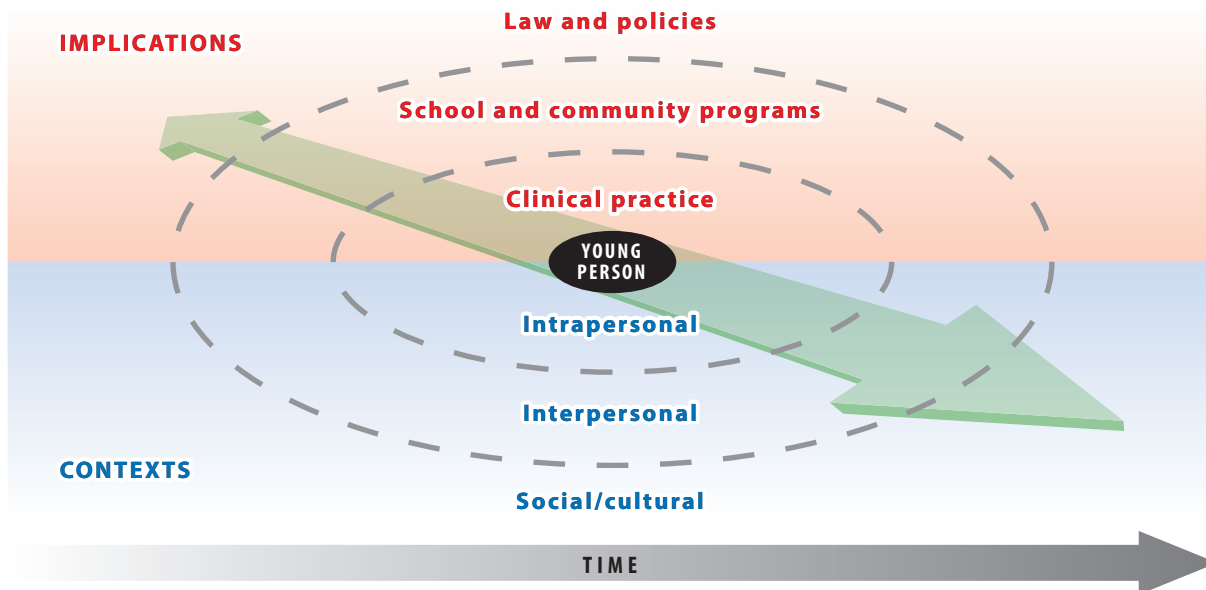 Law and policies
IMPLICATIONS
School and community programs
Clinical practice
YOUNG
PERSON
Intrapersonal
Interpersonal
CONTEXTS
Social/cultural
TIME